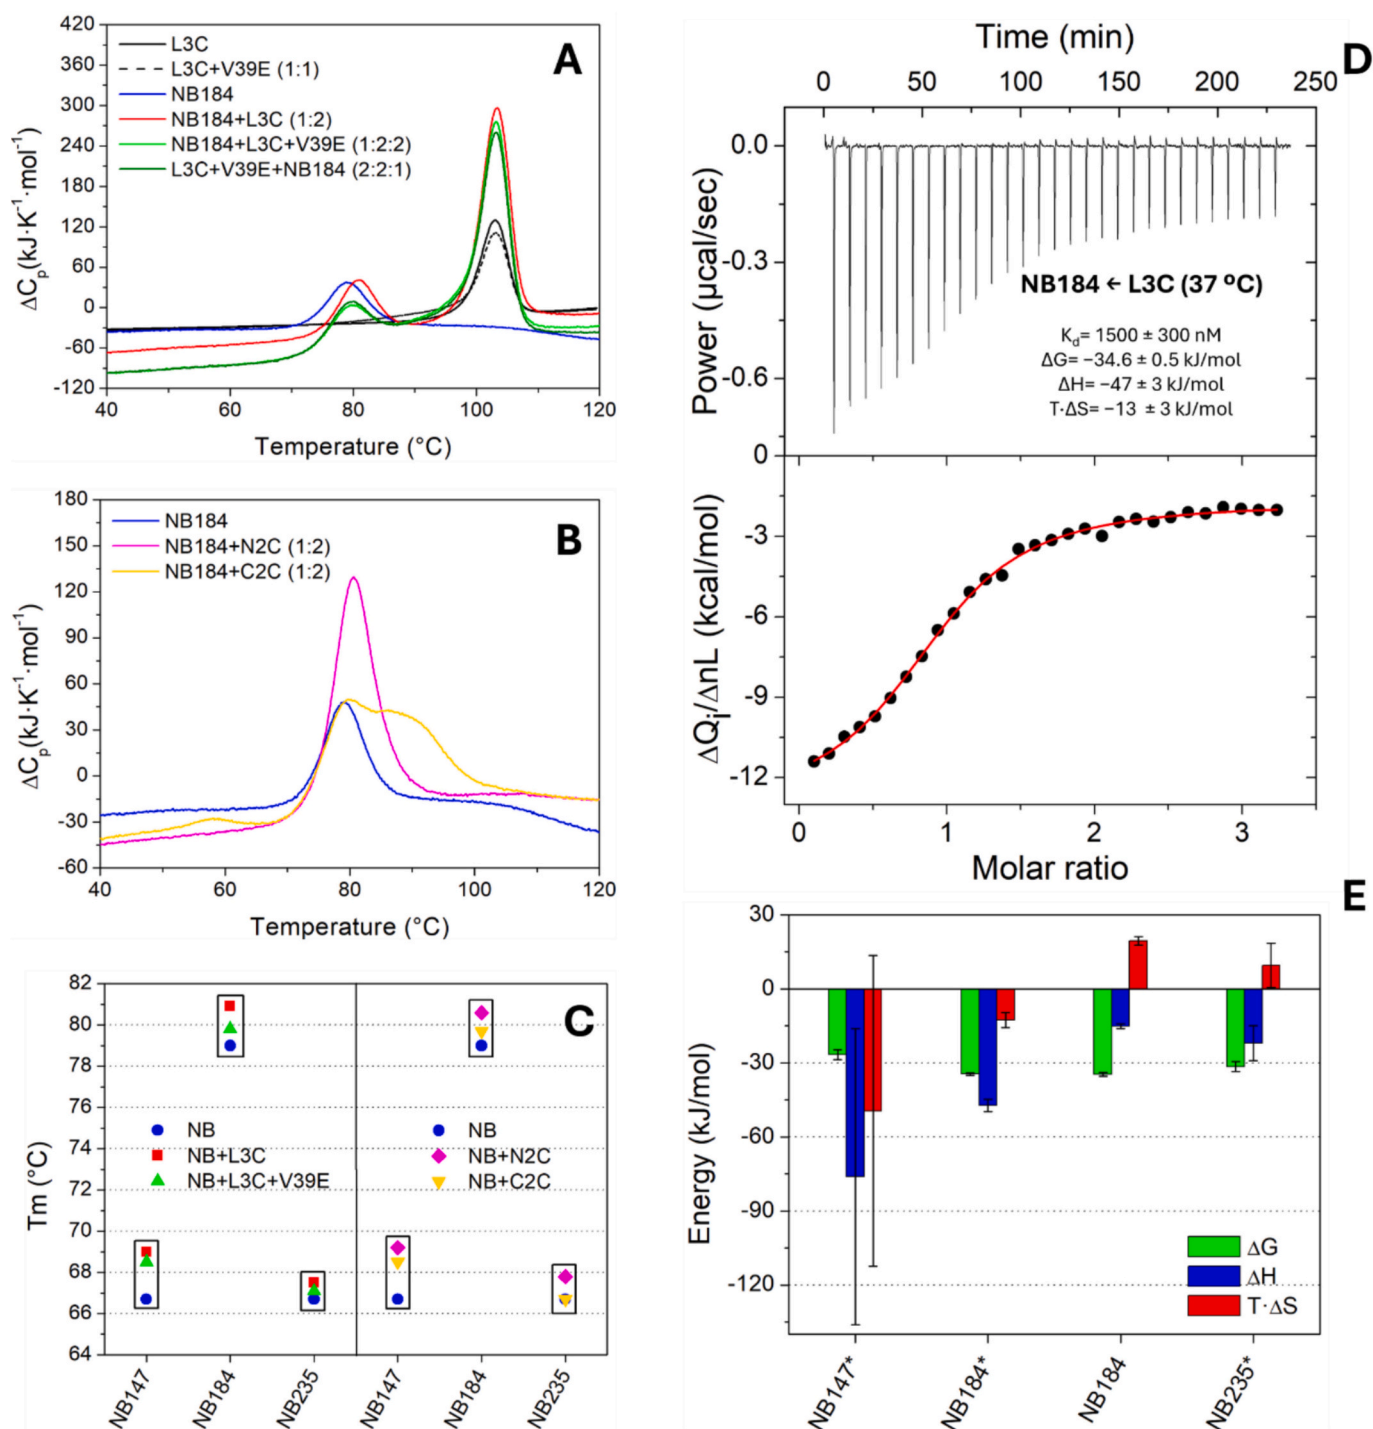 A
420
360
300
240
180
120
60
0
-60
-120
ΔCp(kJ·K⁻¹·mol⁻¹)
L3C
L3C+V39E (1:1)
NB184
NB184+L3C (1:2)
NB184+L3C+V39E (1:2:2)
L3C+V39E+NB184 (2:2:1)
40 60 80 100 120
Temperature (°C)
B
180
150
120
90
60
30
0
-30
-60
ΔCp(kJ·K⁻¹·mol⁻¹)
NB184
NB184+N2C (1:2)
NB184+C2C (1:2)
40 60 80 100 120
Temperature (°C)
C
82
80
78
76
74
72
70
68
66
64
Tm (°C)
NB
NB+L3C
NB+L3C+V39E
NB
NB+N2C
NB+C2C
NB147 NB184 NB235 NB147 NB184 NB235
D
Time (min)
0 50 100 150 200 250
0.0
-0.3
-0.6
0
Power (µcal/sec)
NB184 ← L3C (37 ºC)
Kd= 1500 ± 300 nM
ΔG= −34.6 ± 0.5 kJ/mol
ΔH= −47 ± 3 kJ/mol
T·ΔS= −13 ± 3 kJ/mol
-3
-6
-9
-12
ΔQi/ΔnL (kcal/mol)
0 1 2 3
Molar ratio
E
30
0
-30
-60
-90
-120
Energy (kJ/mol)
ΔG
ΔH
T·ΔS
NB147* NB184* NB184 NB235*